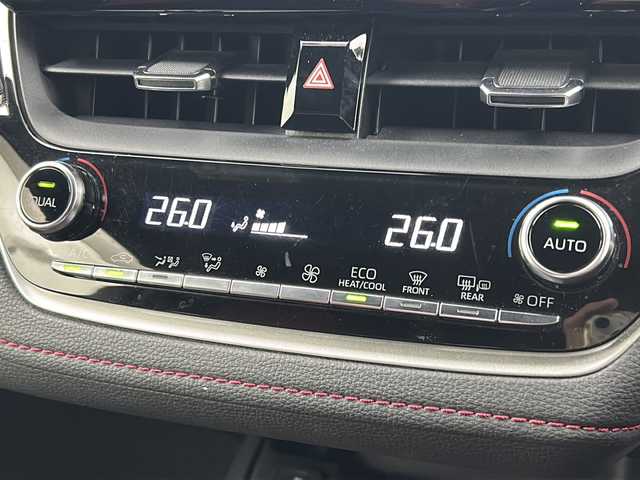 DUAL
26.0
26.0
AUTO
A/C
ECO
HEAT/COOL
FRONT
REAR
OFF